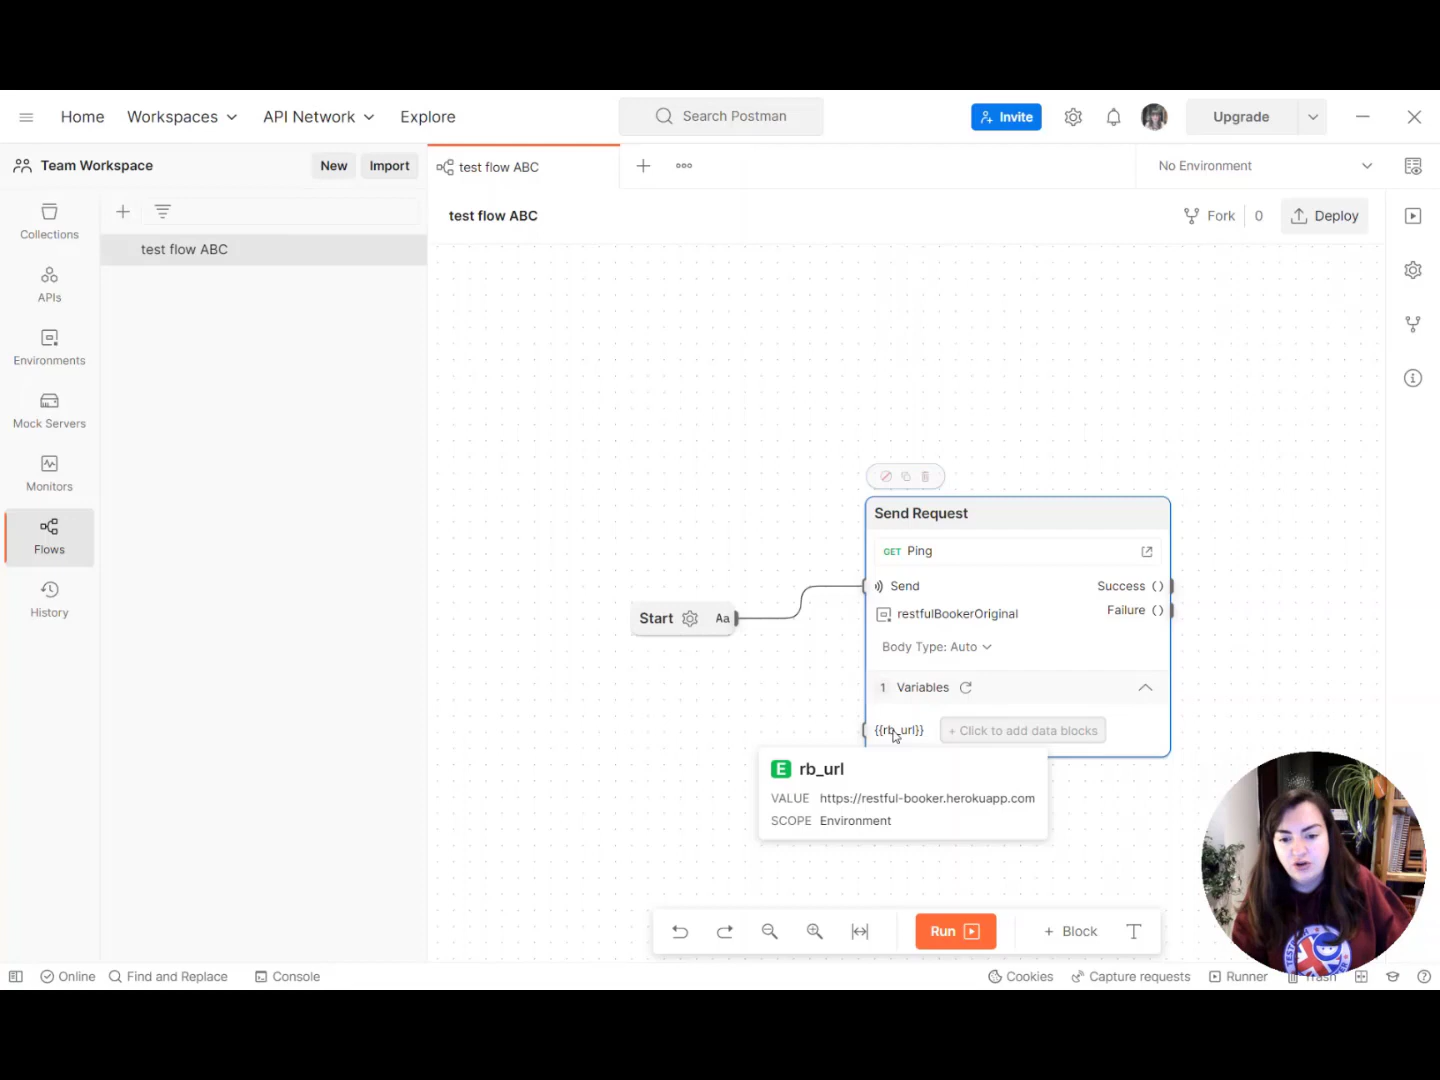 Home Workspaces API Network Explore Search Postman Invite Upgrade
Team Workspace New Import test flow ABC No Environment
test flow ABC Fork 0 Deploy
test flow ABC
Collections
APIs
Environments
Mock Servers
Monitors
Flows
History
Send Request
GET Ping
Send Success ()
Failure ()
restfulBookerOriginal
Start Aa
Body Type: Auto
1 Variables
{{rb_url}} + Click to add data blocks
E rb_url
VALUE https://restful-booker.herokuapp.com
SCOPE Environment
Run + Block T
Online Find and Replace Console Cookies Capture requests Runner Trash